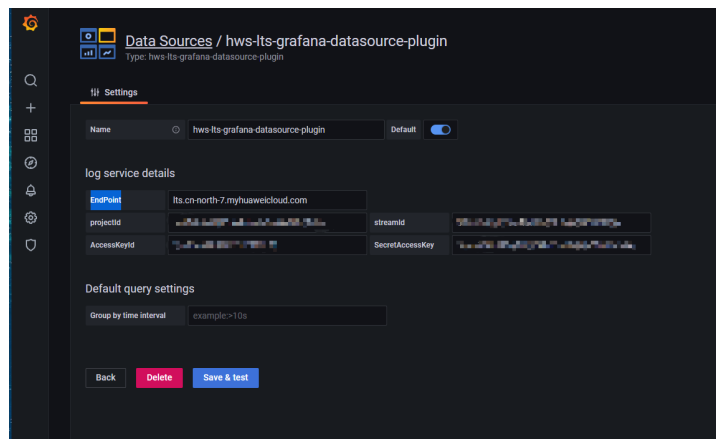 Data Sources / hws-lts-grafana-datasource-plugin
Type: hws-lts-grafana-datasource-plugin
Settings
Name hws-lts-grafana-datasource-plugin Default
log service details
EndPoint lts.cn-north-7.myhuaweicloud.com
projectId streamId
AccessKeyId SecretAccessKey
Default query settings
Group by time interval example:>10s
Back Delete Save & test